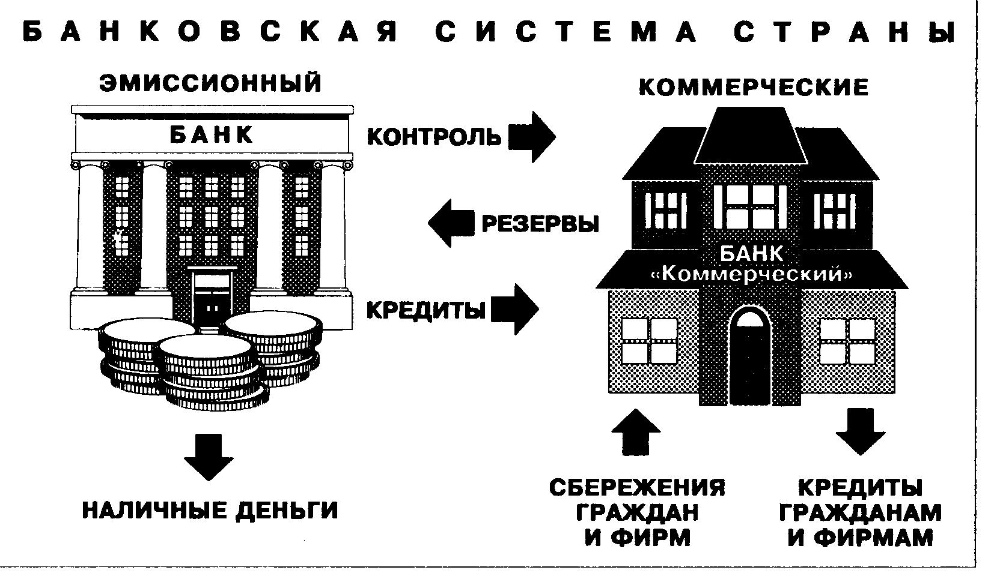 БАНКОВСКАЯ СИСТЕМА СТРАНЫ
ЭМИССИОННЫЙ
КОММЕРЧЕСКИЕ
БАНК
КОНТРОЛЬ
РЕЗЕРВЫ
БАНК
«Коммерческий»
КРЕДИТЫ
НАЛИЧНЫЕ ДЕНЬГИ
СБЕРЕЖЕНИЯ
ГРАЖДАН
И ФИРМ
КРЕДИТЫ
ГРАЖДАНАМ
И ФИРМАМ